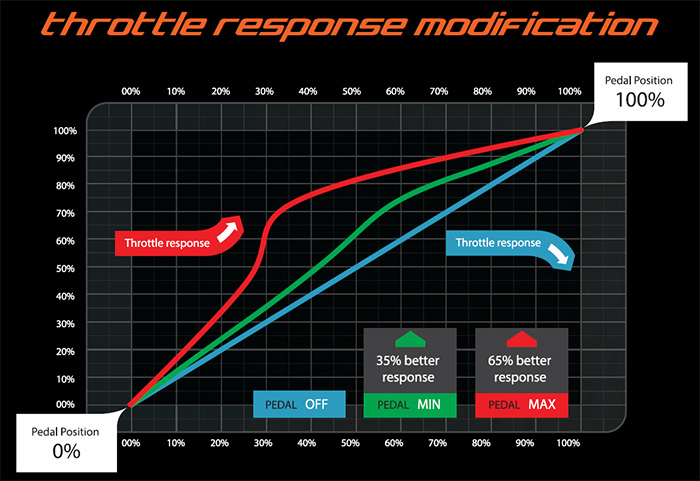 throttle response modification
Pedal Position
100%
00% 10% 20% 30% 40% 50% 60% 70% 80% 90% 100%
100%
90%
80%
70%
60%
50%
40%
30%
20%
10%
00%
Throttle response
Throttle response
35% better
response
65% better
response
PEDAL OFF
PEDAL MIN
PEDAL MAX
Pedal Position
0%
00% 10% 20% 30% 40% 50% 60% 70% 80% 90% 100%